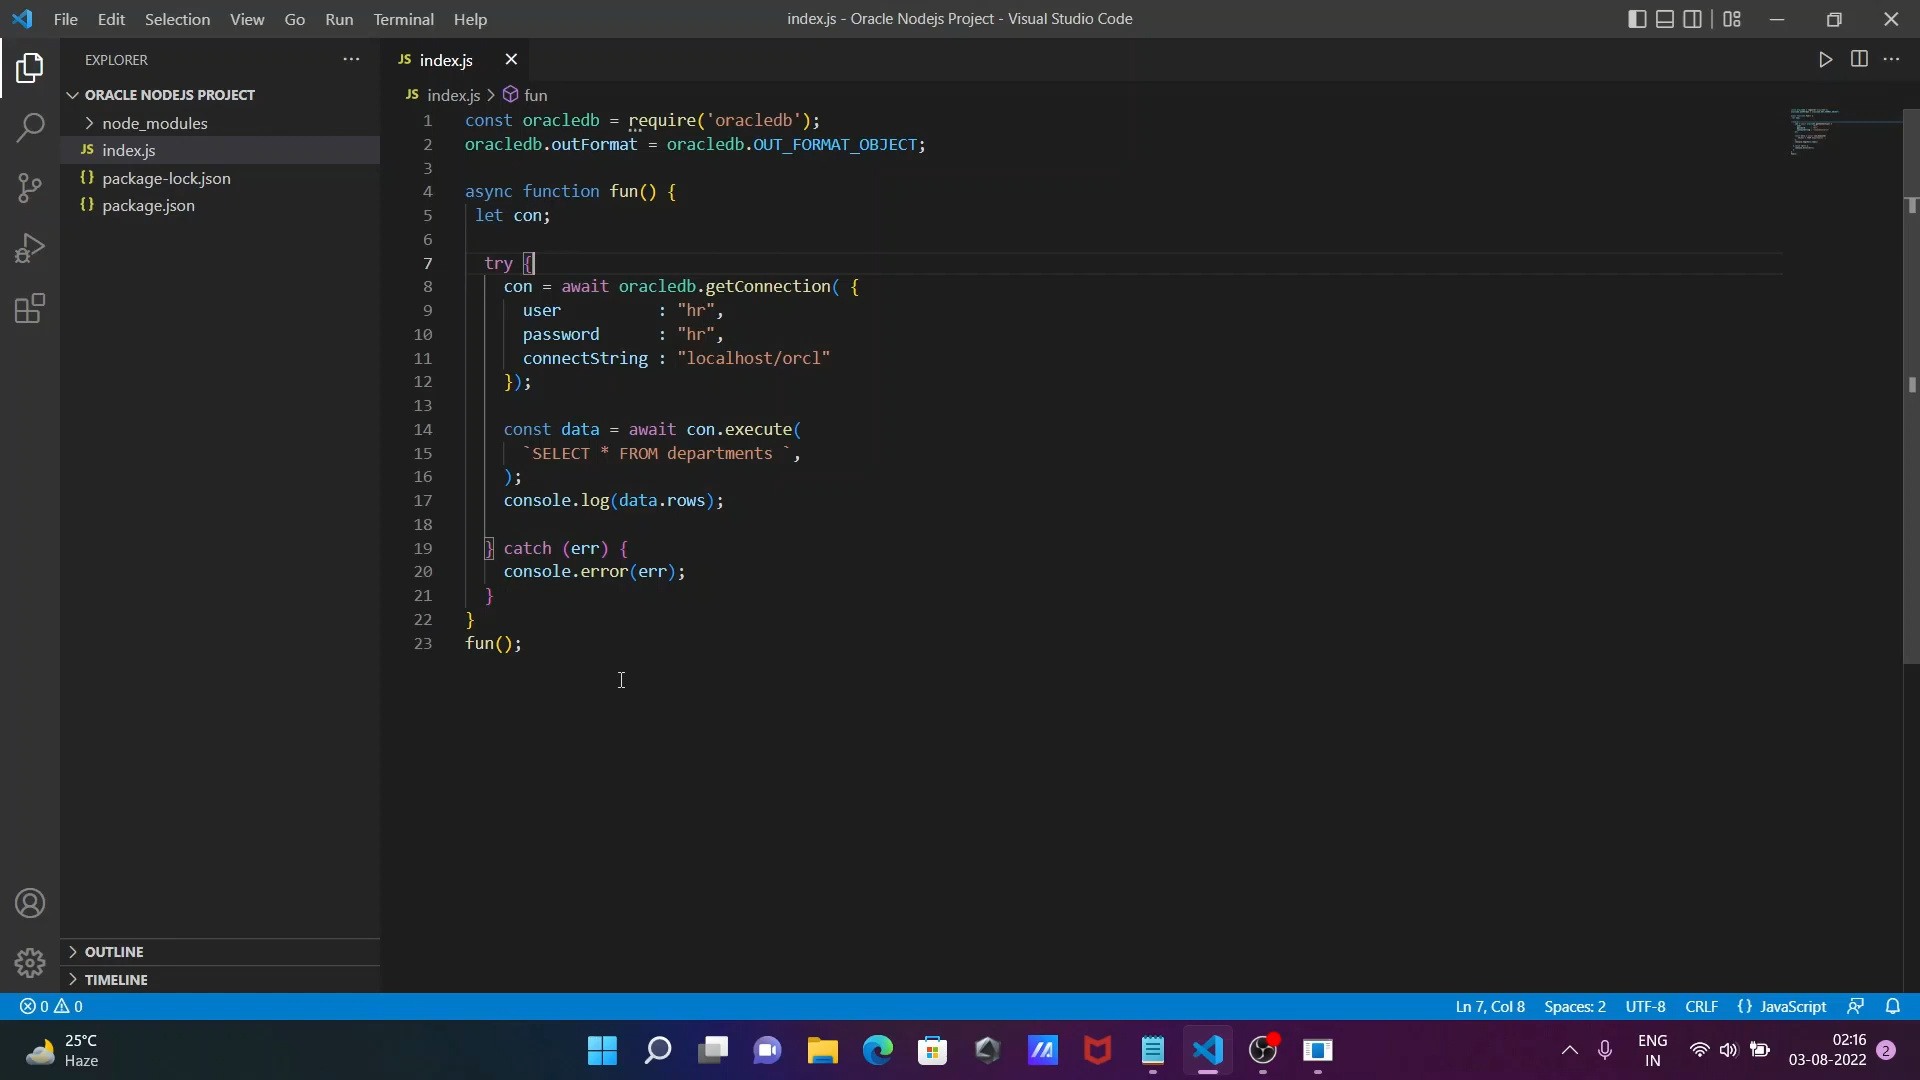 File Edit Selection View Go Run Terminal Help
index.js - Oracle Nodejs Project - Visual Studio Code
EXPLORER
ORACLE NODEJS PROJECT
node_modules
JS index.js
{} package-lock.json
{} package.json
OUTLINE
TIMELINE
JS index.js
JS index.js > fun
1 const oracledb = require('oracledb');
2 oracledb.outFormat = oracledb.OUT_FORMAT_OBJECT;
3
4 async function fun() {
5 let con;
6
7 try {
8 con = await oracledb.getConnection( {
9 user : "hr",
10 password : "hr",
11 connectString : "localhost/orcl"
12 });
13
14 const data = await con.execute(
15 `SELECT * FROM departments `,
16 );
17 console.log(data.rows);
18
19 } catch (err) {
20 console.error(err);
21 }
22 }
23 fun();
0 0
Ln 7, Col 8 Spaces: 2 UTF-8 CRLF {} JavaScript
25°C
Haze
ENG
IN
02:16
03-08-2022
2